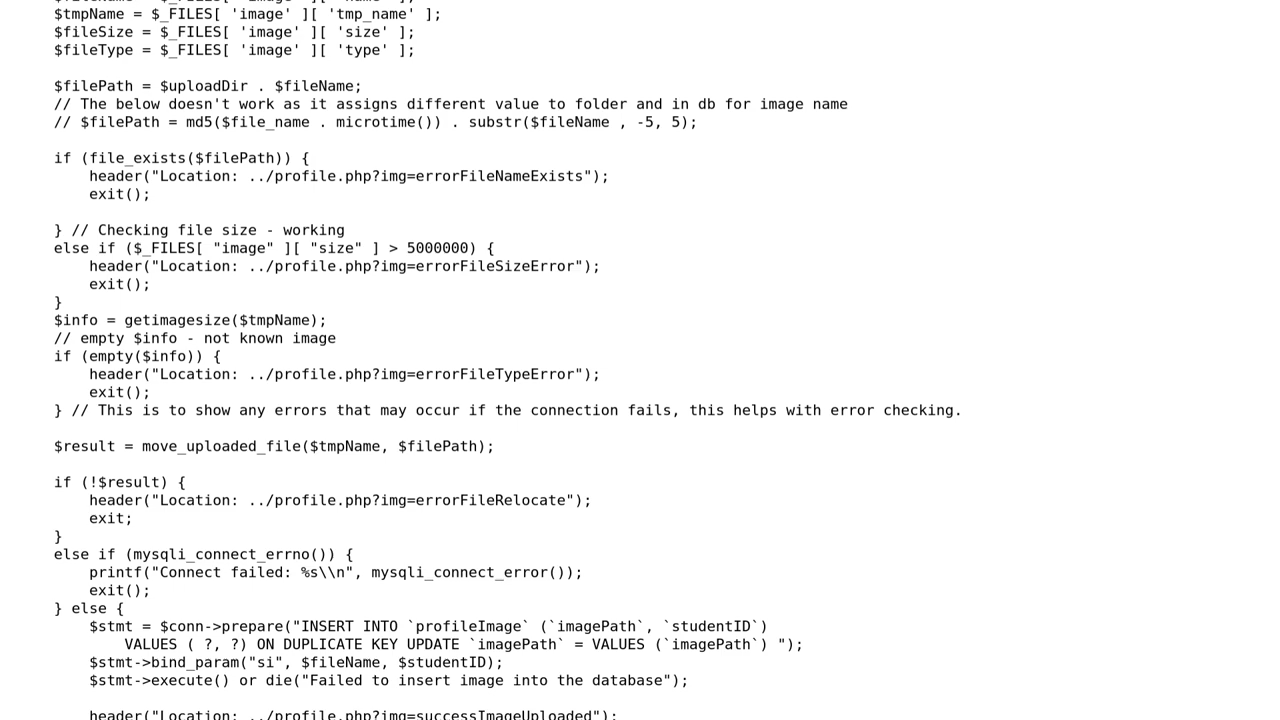 $tmpName = $_FILES[ 'image' ][ 'tmp_name' ];
$fileSize = $_FILES[ 'image' ][ 'size' ];
$fileType = $_FILES[ 'image' ][ 'type' ];
$filePath = $uploadDir . $fileName;
// The below doesn't work as it assigns different value to folder and in db for image name
// $filePath = md5($file_name . microtime()) . substr($fileName , -5, 5);
if (file_exists($filePath)) {
header("Location: ../profile.php?img=errorFileNameExists");
exit();
} // Checking file size - working
else if ($_FILES[ "image" ][ "size" ] > 5000000) {
header("Location: ../profile.php?img=errorFileSizeError");
exit();
}
$info = getimagesize($tmpName);
// empty $info - not known image
if (empty($info)) {
header("Location: ../profile.php?img=errorFileTypeError");
exit();
} // This is to show any errors that may occur if the connection fails, this helps with error checking.
$result = move_uploaded_file($tmpName, $filePath);
if (!$result) {
header("Location: ../profile.php?img=errorFileRelocate");
exit;
}
else if (mysqli_connect_errno()) {
printf("Connect failed: %s\\n", mysqli_connect_error());
exit();
} else {
$stmt = $conn->prepare("INSERT INTO `profileImage` (`imagePath`, `studentID`)
VALUES ( ?, ?) ON DUPLICATE KEY UPDATE `imagePath` = VALUES (`imagePath`) ");
$stmt->bind_param("si", $fileName, $studentID);
$stmt->execute() or die("Failed to insert image into the database");
header("Location: ../profile.php?img=successImageUploaded");